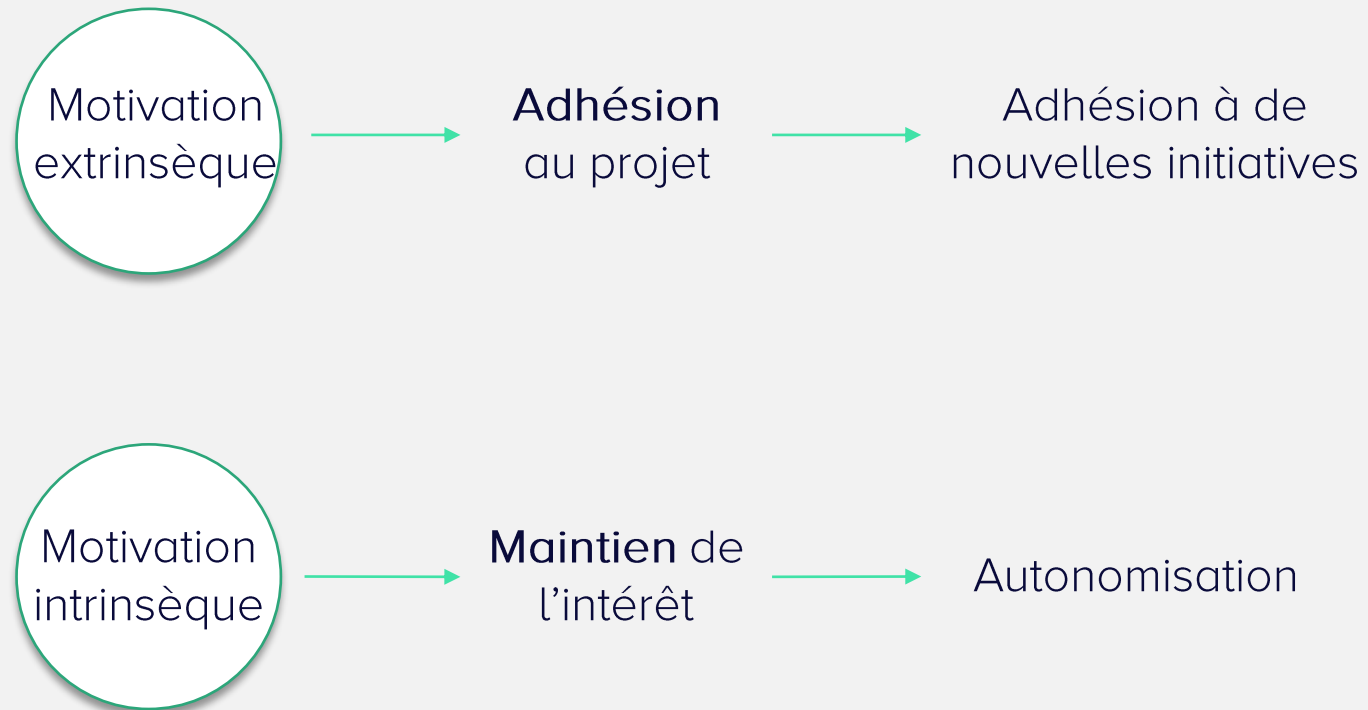 Motivation
extrinsèque
Adhésion
au projet
Adhésion à de
nouvelles initiatives
Motivation
intrinsèque
Maintien de
l’intérêt
Autonomisation